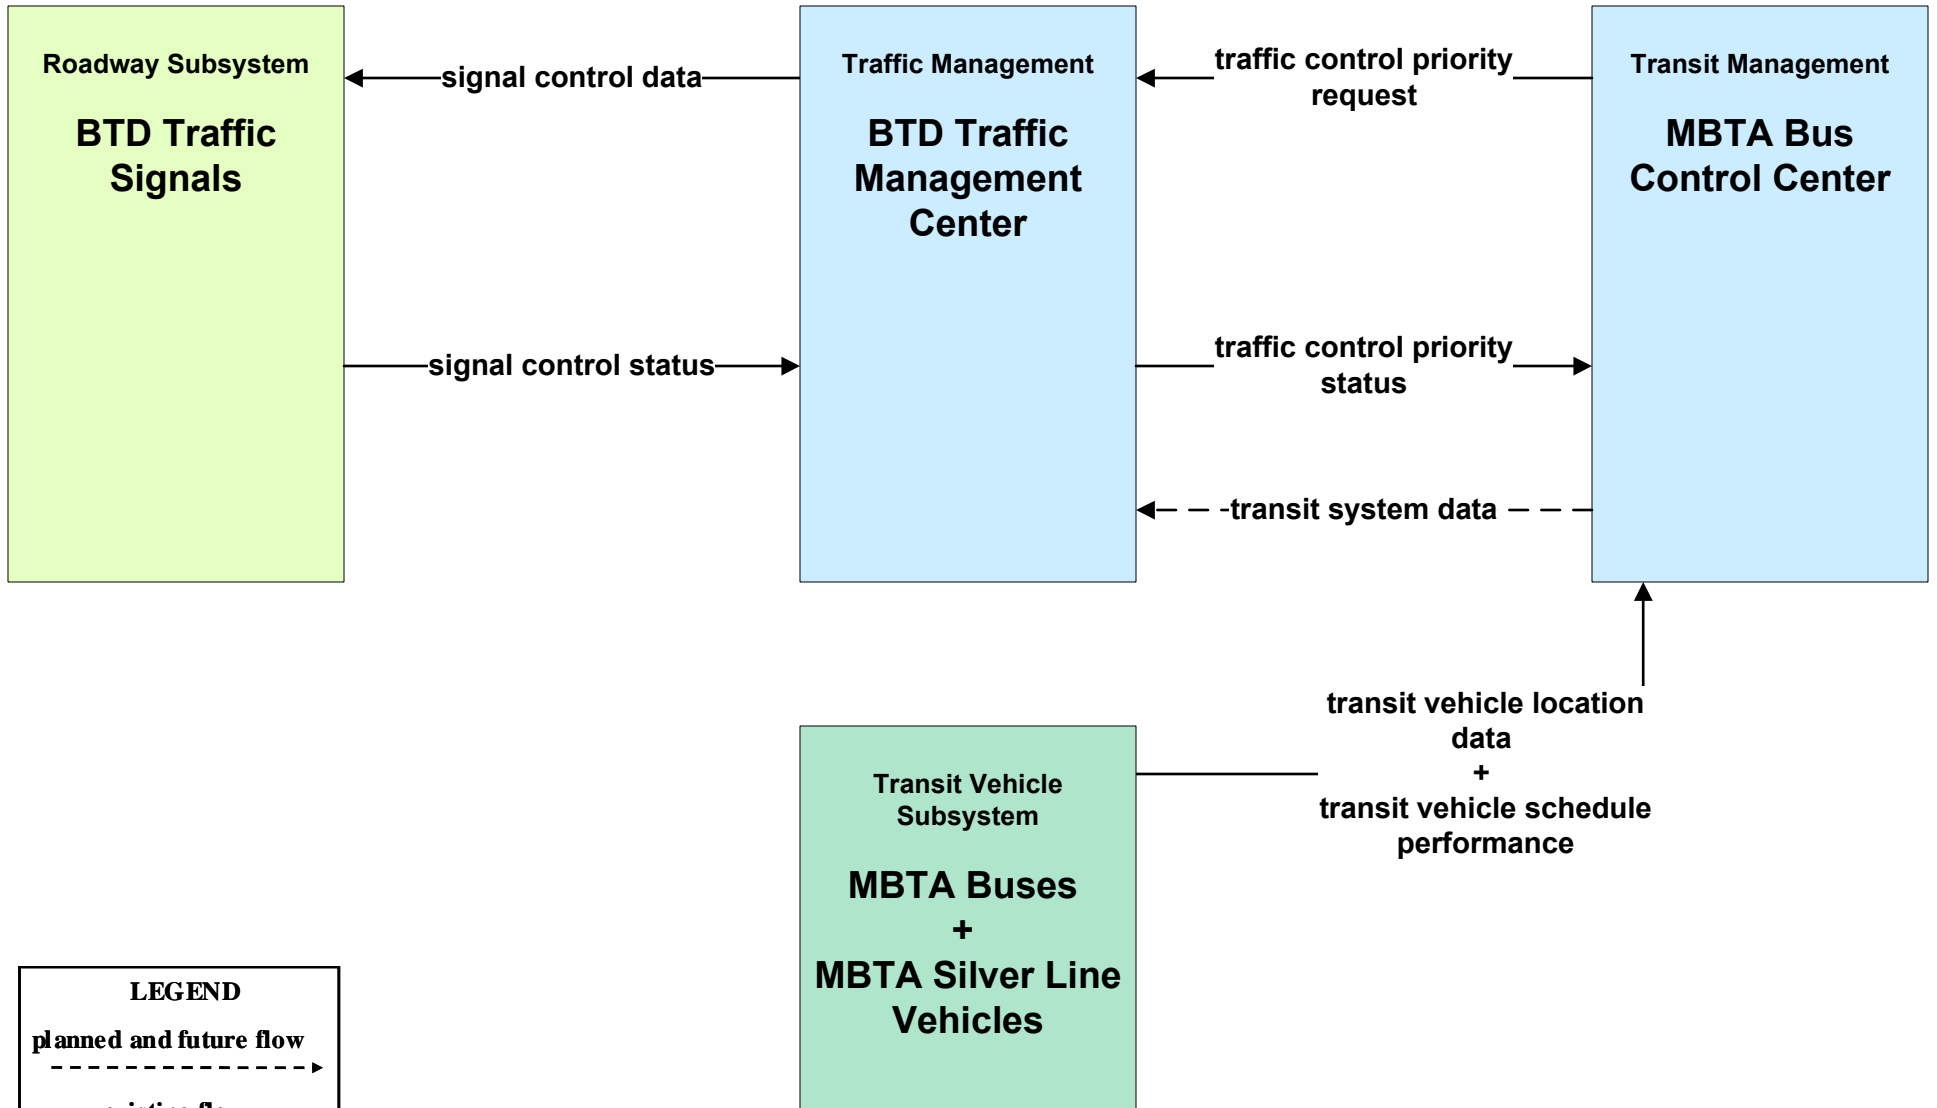 Roadway Subsystem
BTD Traffic
Signals
signal control data
signal control status
Traffic Management
BTD Traffic
Management
Center
traffic control priority
request
traffic control priority
status
transit system data
Transit Management
MBTA Bus
Control Center
transit vehicle location
data
+
transit vehicle schedule
performance
Transit Vehicle
Subsystem
MBTA Buses
+
MBTA Silver Line
Vehicles
LEGEND
planned and future flow